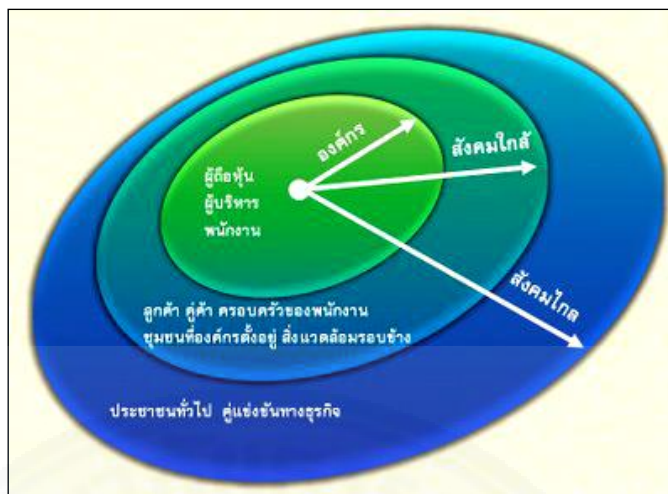 องค์กร
สังคมใกล้
ผู้ถือหุ้น
ผู้บริหาร
พนักงาน
สังคมไกล
ลูกค้า คู่ค้า ครอบครัวของพนักงาน
ชุมชนที่องค์กรตั้งอยู่ สิ่งแวดล้อมรอบข้าง
ประชาชนทั่วไป คู่แข่งขันทางธุรกิจ